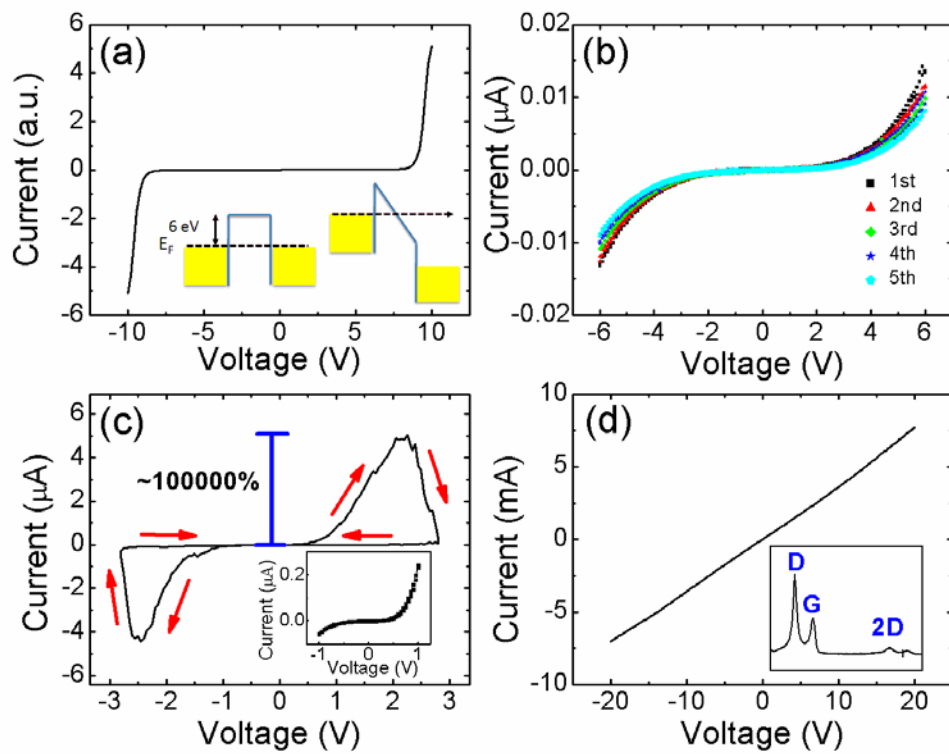 (a)
Current (a.u.)
6
4
2
0
-2
-4
-6
6 eV
E_F
-10
-5
0
5
10
Voltage (V)
(b)
Current (μA)
0.02
0.01
0.00
-0.01
-0.02
1st
2nd
3rd
4th
5th
-6
-4
-2
0
2
4
6
Voltage (V)
(c)
Current (μA)
6
4
2
0
-2
-4
-6
~100000%
Current (μA)
0.2
0.0
-1
0
1
Voltage (V)
-3
-2
-1
0
1
2
3
Voltage (V)
(d)
Current (mA)
10
5
0
-5
-10
D
G
2D
-20
-10
0
10
20
Voltage (V)